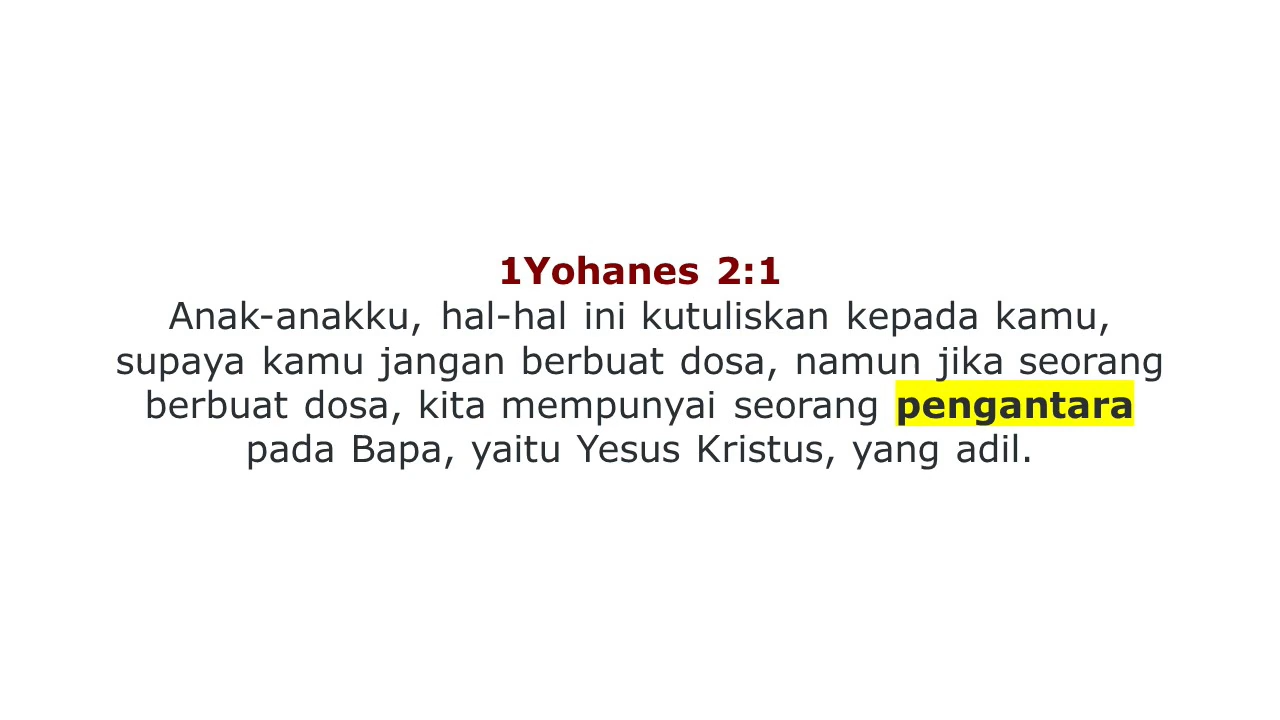 1Yohanes 2:1
Anak-anakku, hal-hal ini kutuliskan kepada kamu,
supaya kamu jangan berbuat dosa, namun jika seorang
berbuat dosa, kita mempunyai seorang pengantara
pada Bapa, yaitu Yesus Kristus, yang adil.